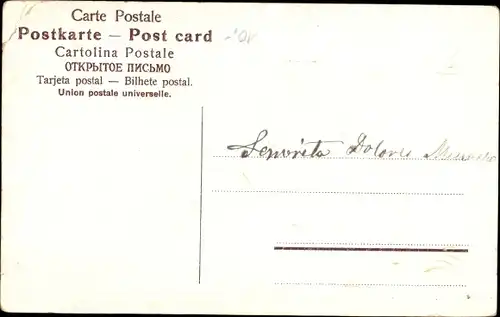 Carte Postale
Postkarte — Post card
Cartolina Postale
ОТКРЫТОЕ ПИСЬМО
Tarjeta postal — Bilhete postal.
Union postale universelle.
Señorita Dolores